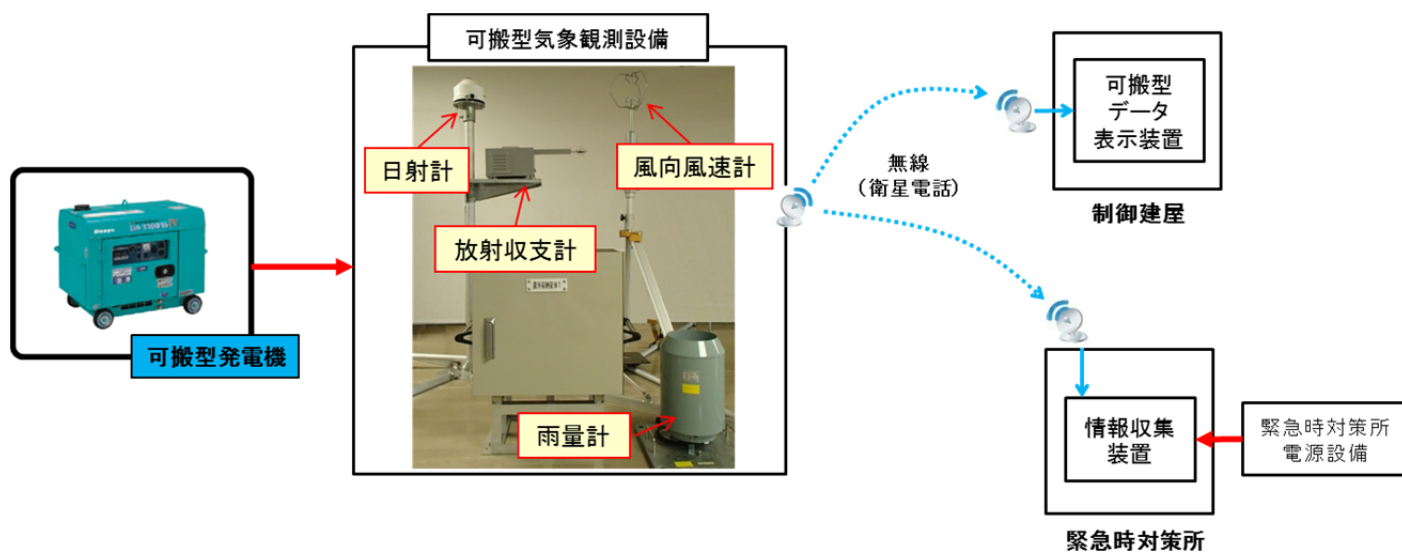 可搬型気象観測設備
日射計
風向風速計
放射収支計
雨量計
可搬型発電機
無線
（衛星電話）
可搬型
データ
表示装置
制御建屋
情報収集
装置
緊急時対策所
緊急時対策所
電源設備